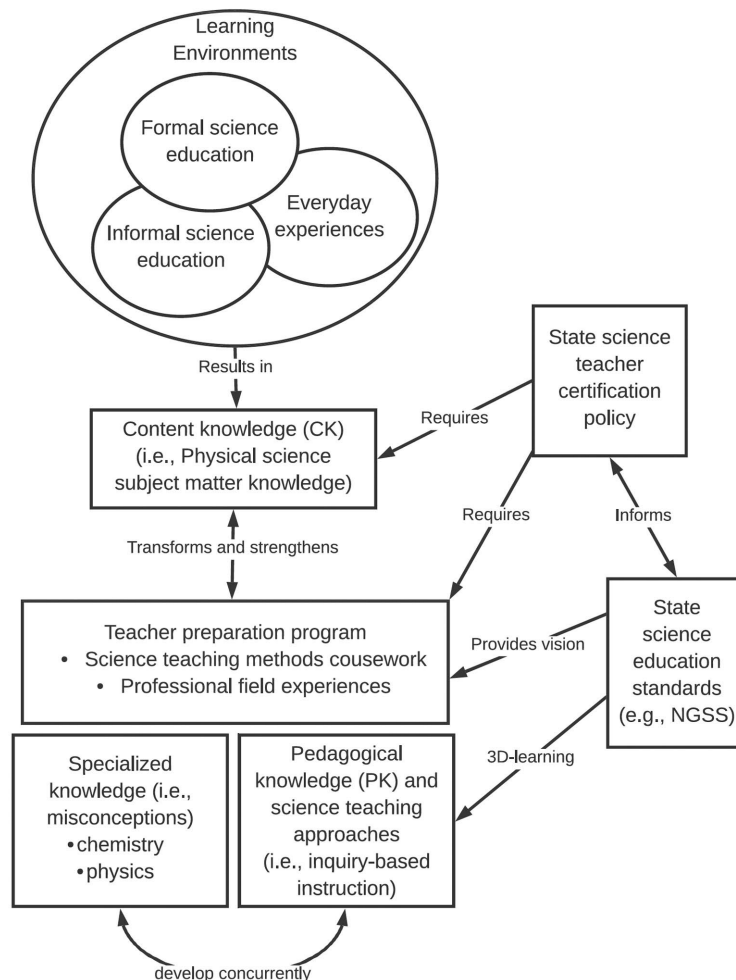 Learning
Environments
Formal science
education
Everyday
experiences
Informal science
education
Results in
State science
teacher
certification
policy
Requires
Content knowledge (CK)
(i.e., Physical science
subject matter knowledge)
Requires
Informs
Transforms and strengthens
Teacher preparation program
• Science teaching methods cousework
• Professional field experiences
Provides vision
State
science
education
standards
(e.g., NGSS)
3D-learning
Specialized
knowledge (i.e.,
misconceptions)
•chemistry
•physics
Pedagogical
knowledge (PK) and
science teaching
approaches
(i.e., inquiry-based
instruction)
develop concurrently